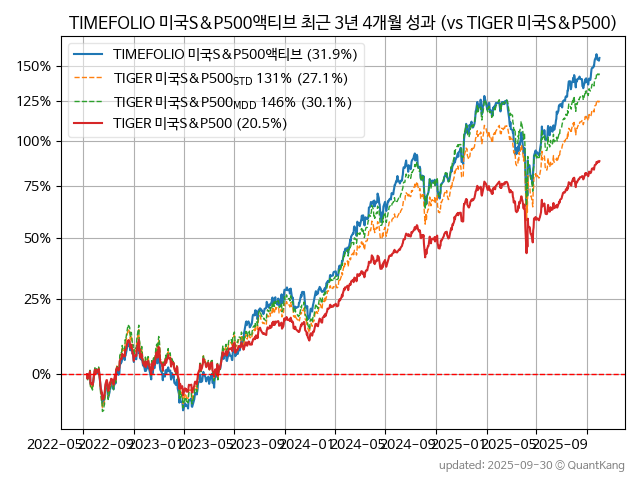 TIMEFOLIO 미국S&P500액티브 최근 3년 4개월 성과 (vs TIGER 미국S&P500)
TIMEFOLIO 미국S&P500액티브 (31.9%)
TIGER 미국S&P500STD 131% (27.1%)
TIGER 미국S&P500MDD 146% (30.1%)
TIGER 미국S&P500 (20.5%)
150%
125%
100%
75%
50%
25%
0%
2022-05 2022-09 2023-01 2023-05 2023-09 2024-01 2024-05 2024-09 2025-01 2025-05 2025-09
updated: 2025-09-30 © QuantKang